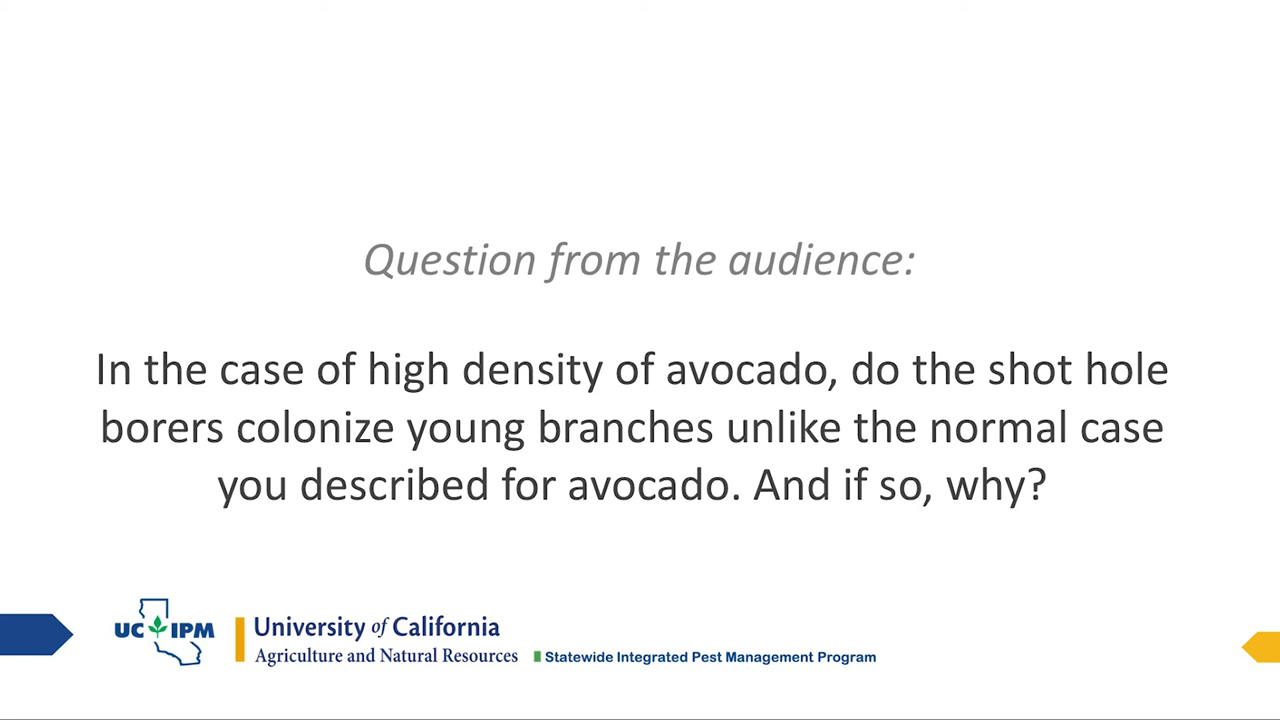 Question from the audience:
In the case of high density of avocado, do the shot hole
borers colonize young branches unlike the normal case
you described for avocado. And if so, why?
UC IPM
University of California
Agriculture and Natural Resources
Statewide Integrated Pest Management Program